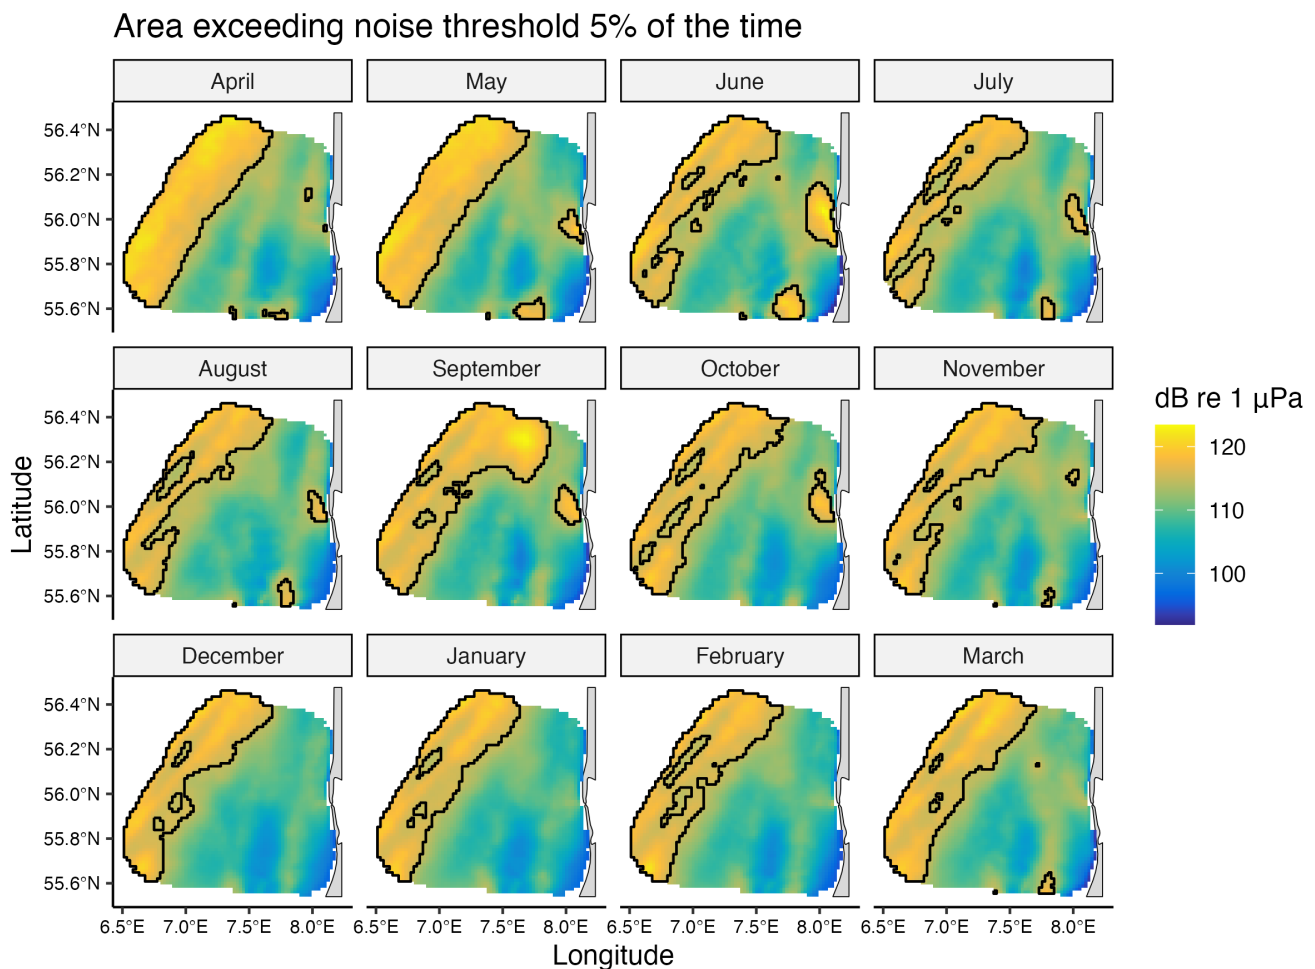 Area exceeding noise threshold 5% of the time
April May June July
56.4°N
56.2°N
56.0°N
55.8°N
55.6°N
August September October November
56.4°N
56.2°N
56.0°N
55.8°N
55.6°N
December January February March
56.4°N
56.2°N
56.0°N
55.8°N
55.6°N
6.5°E 7.0°E 7.5°E 8.0°E 6.5°E 7.0°E 7.5°E 8.0°E 6.5°E 7.0°E 7.5°E 8.0°E 6.5°E 7.0°E 7.5°E 8.0°E
Longitude
Latitude
dB re 1 µPa
120
110
100